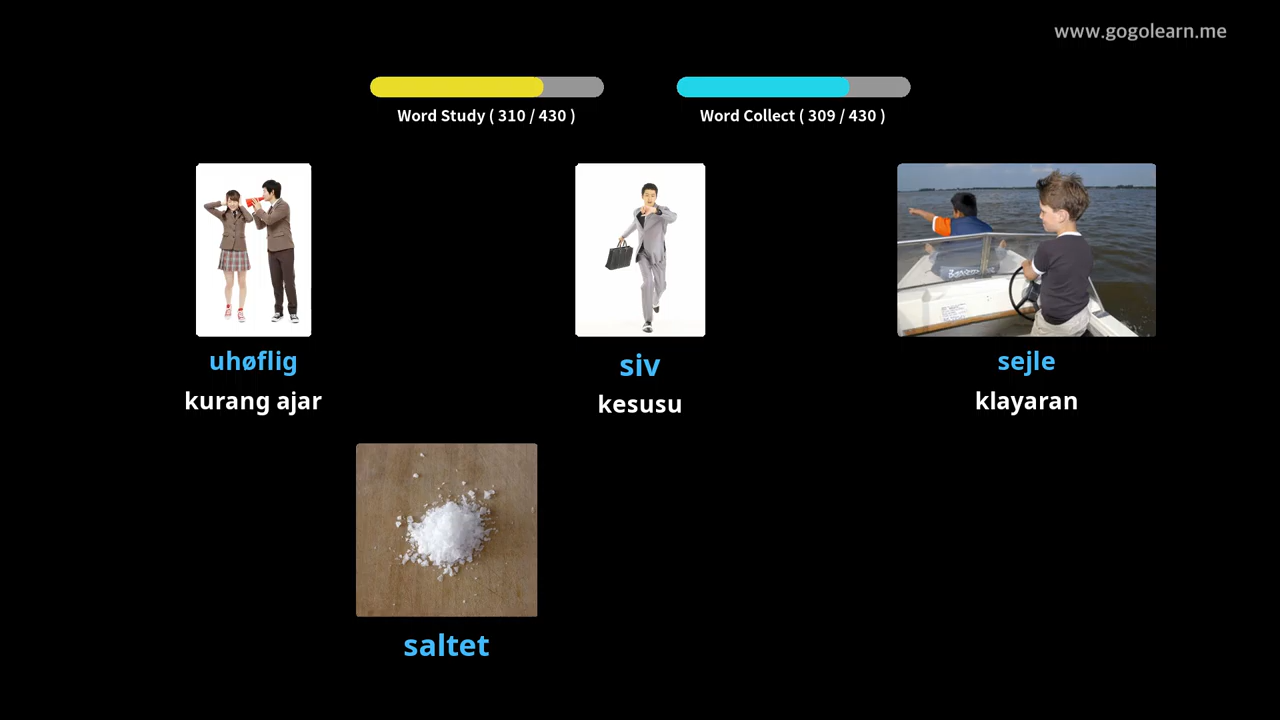 www.gogolearn.me
Word Study ( 310 / 430 )
Word Collect ( 309 / 430 )
uhøflig
kurang ajar
siv
kesusu
sejle
klayaran
saltet